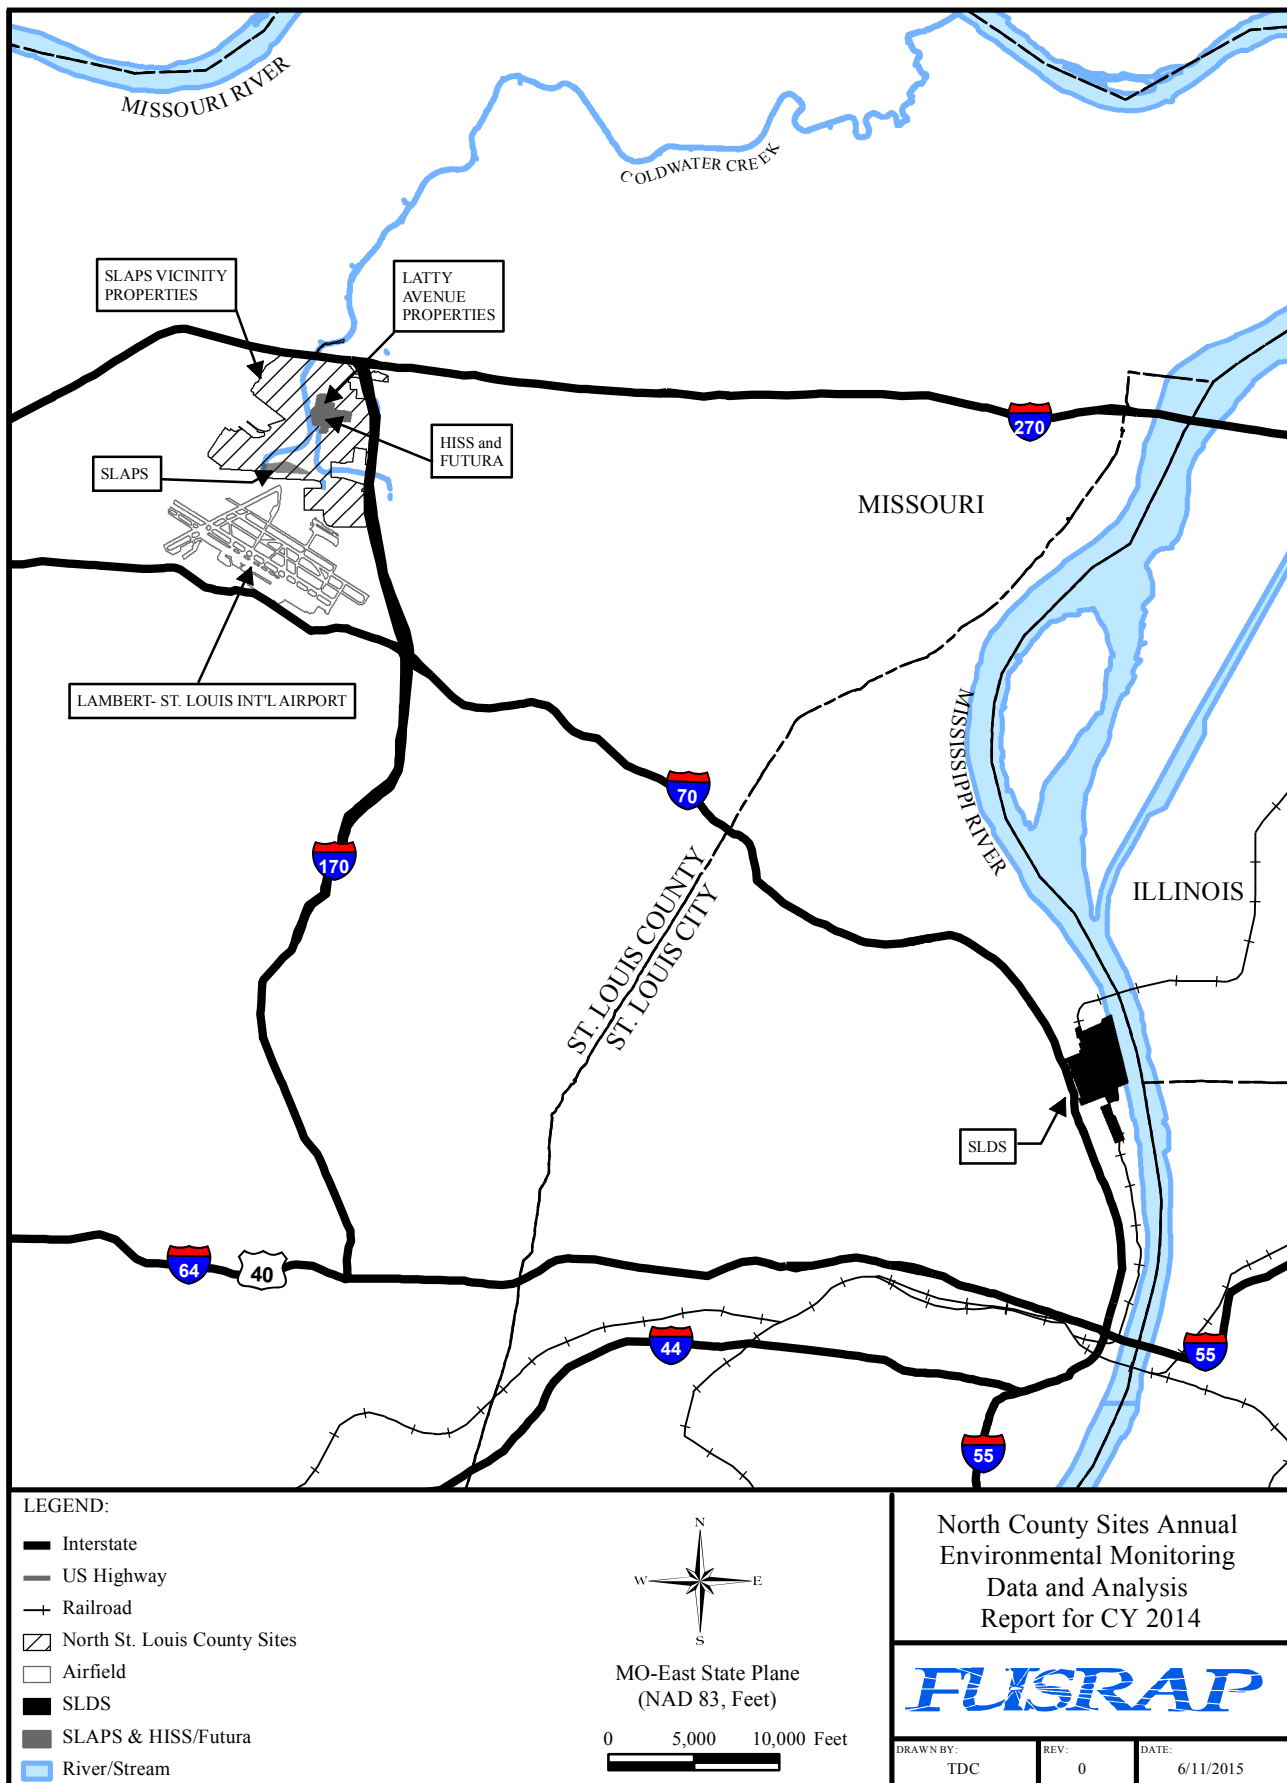 MISSOURI RIVER
COLDWATER CREEK
SLAPS VICINITY
PROPERTIES
LATTY
AVENUE
PROPERTIES
HISS and
FUTURA
SLAPS
270
MISSOURI
LAMBERT- ST. LOUIS INT'L AIRPORT
MISSISSIPPI RIVER
70
170
ILLINOIS
ST. LOUIS COUNTY
ST. LOUIS CITY
SLDS
64
40
44
55
55
LEGEND:
Interstate
US Highway
Railroad
North St. Louis County Sites
Airfield
SLDS
SLAPS & HISS/Futura
River/Stream
N
W
E
S
MO-East State Plane
(NAD 83, Feet)
0 5,000 10,000 Feet
North County Sites Annual
Environmental Monitoring
Data and Analysis
Report for CY 2014
FUSRAP
DRAWN BY:
TDC
REV:
0
DATE:
6/11/2015